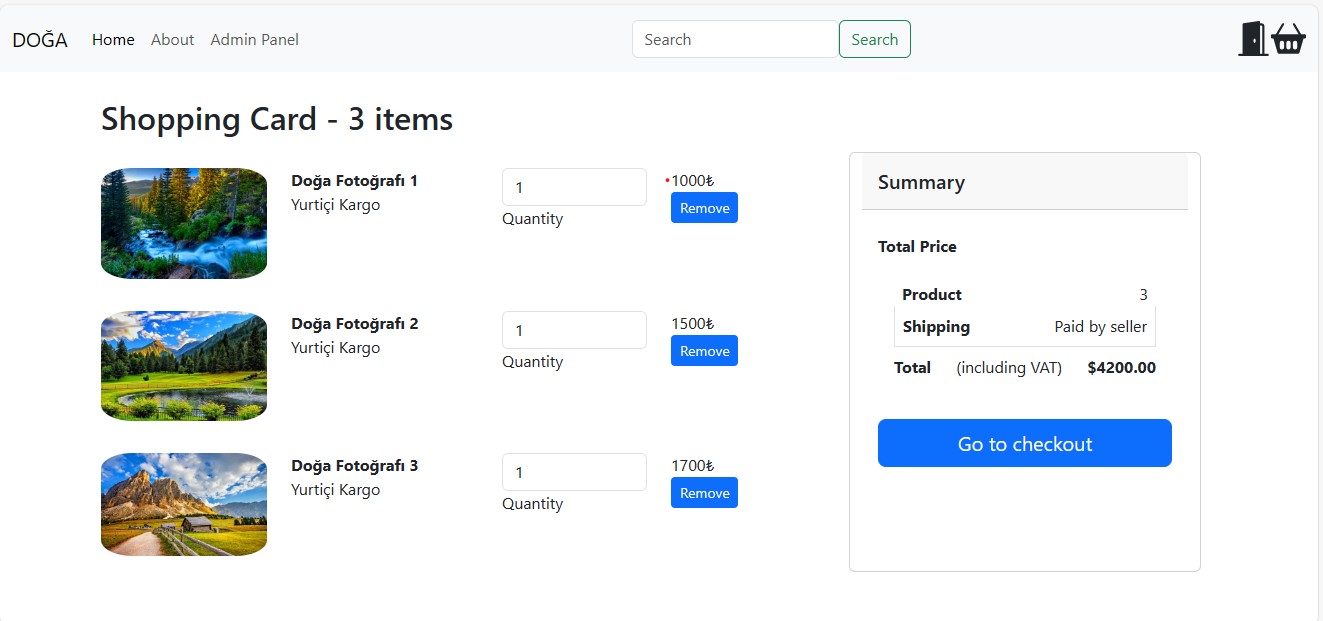 DOĞA Home About Admin Panel Search Search
Shopping Card - 3 items
Doğa Fotoğrafı 1
Yurtiçi Kargo
1
Quantity
1000₺
Remove
Doğa Fotoğrafı 2
Yurtiçi Kargo
1
Quantity
1500₺
Remove
Doğa Fotoğrafı 3
Yurtiçi Kargo
1
Quantity
1700₺
Remove
Summary
Total Price
Product 3
Shipping Paid by seller
Total (including VAT) $4200.00
Go to checkout